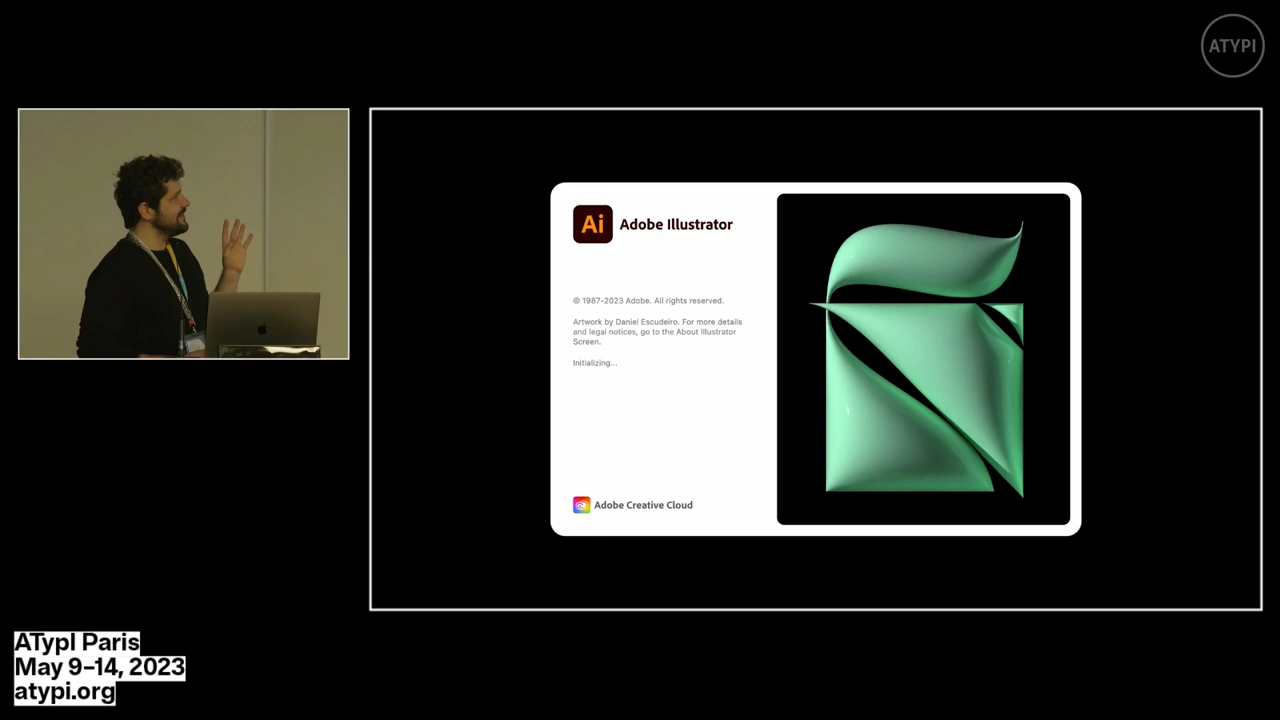 ATYPI
Ai Adobe Illustrator
© 1987-2023 Adobe. All rights reserved.
Artwork by Daniel Escudeiro. For more details
and legal notices, go to the About Illustrator
Screen.
Initializing...
Adobe Creative Cloud
ATypI Paris
May 9–14, 2023
atypi.org